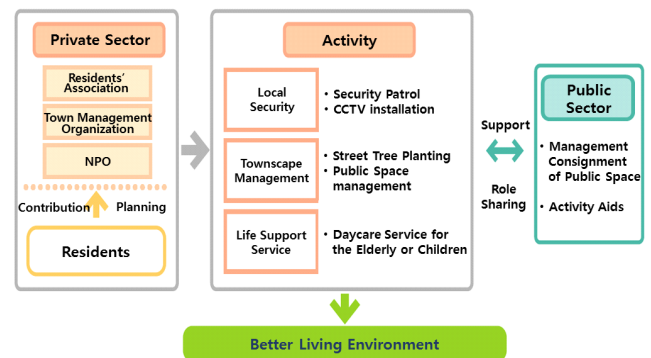 Private Sector
Residents'
Association
Town Management
Organization
NPO
Contribution
Planning
Residents
Activity
Local
Security
• Security Patrol
• CCTV installation
Townscape
Management
• Street Tree Planting
• Public Space
management
Life Support
Service
• Daycare Service for
the Elderly or Children
Support
Role
Sharing
Public
Sector
• Management
Consignment
of Public Space
• Activity Aids
Better Living Environment